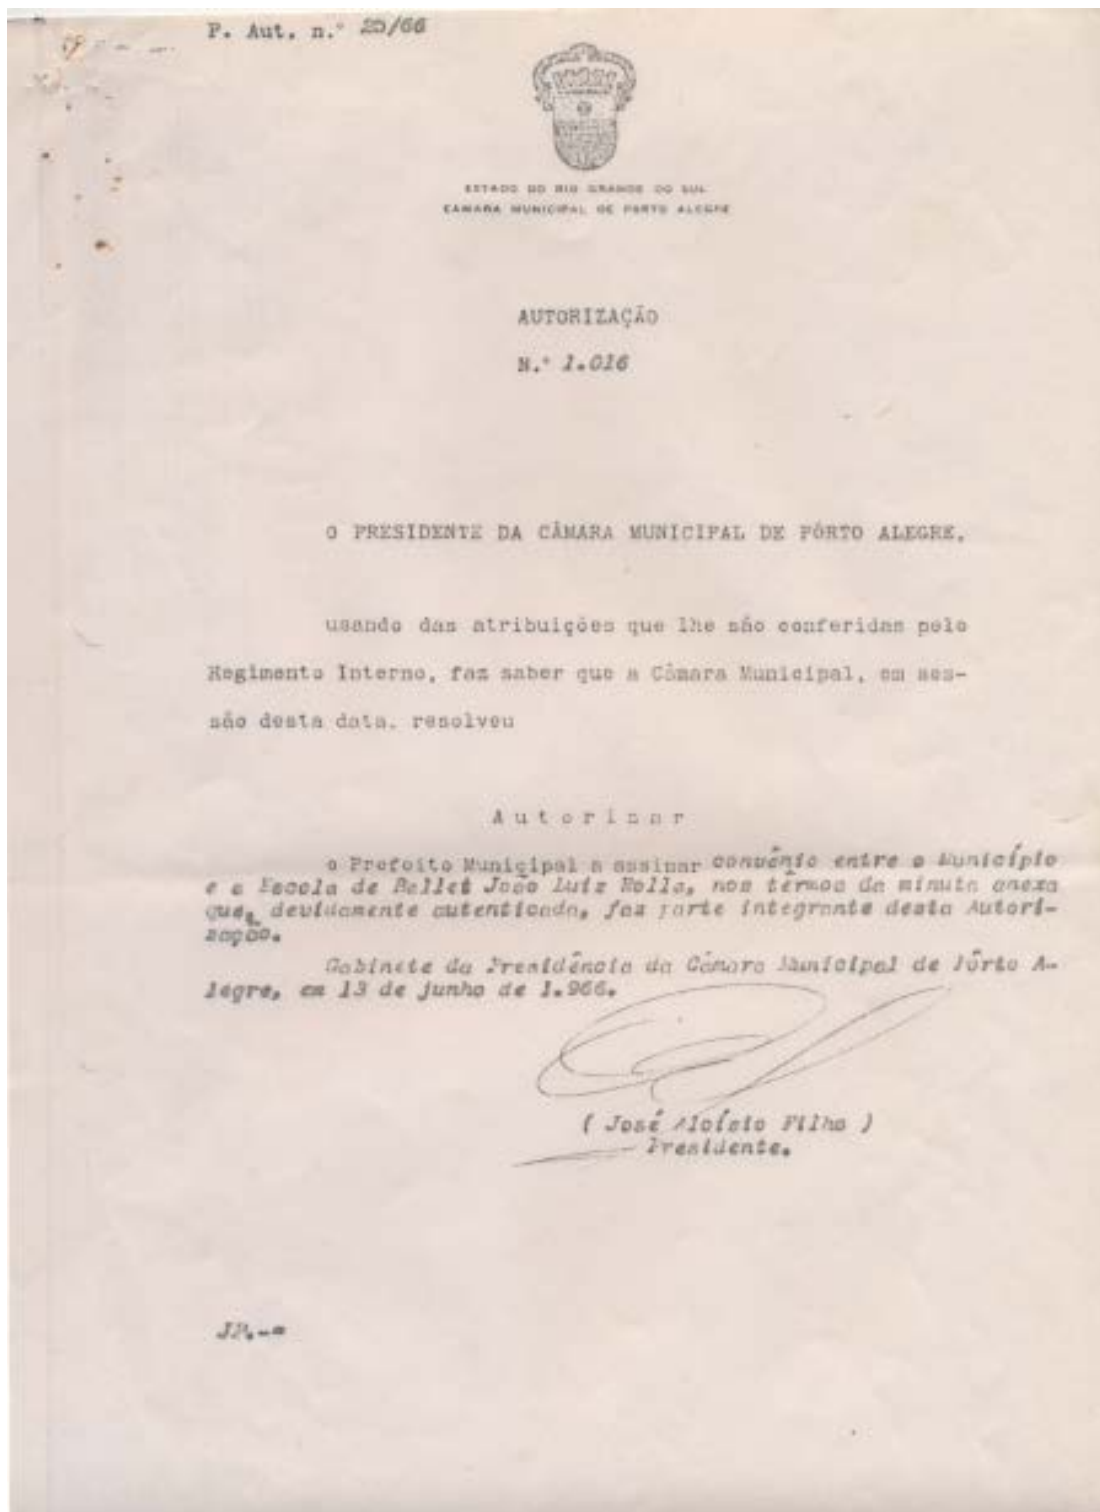 P. Aut. n.° 25/66
ESTADO DO RIO GRANDE DO SUL
CÂMARA MUNICIPAL DE PORTO ALEGRE
AUTORIZAÇÃO
N.° 1.016
O PRESIDENTE DA CÂMARA MUNICIPAL DE PÔRTO ALEGRE,
usando das atribuições que lhe são conferidas pelo
Regimento Interno, faz saber que a Câmara Municipal, em ses-
são desta data, resolveu
Autorizar
o Prefeito Municipal a assinar convênio entre o Município
e a Escola de Ballet João Luiz Rolla, nos têrmos da minuta anexa
que, devidamente autenticada, faz parte integrante desta Autori-
zação.
Gabinete da Presidência da Câmara Municipal de Pôrto A-
legre, em 13 de junho de 1.966.
( José Aloísio Filho )
Presidente.
JP.-=